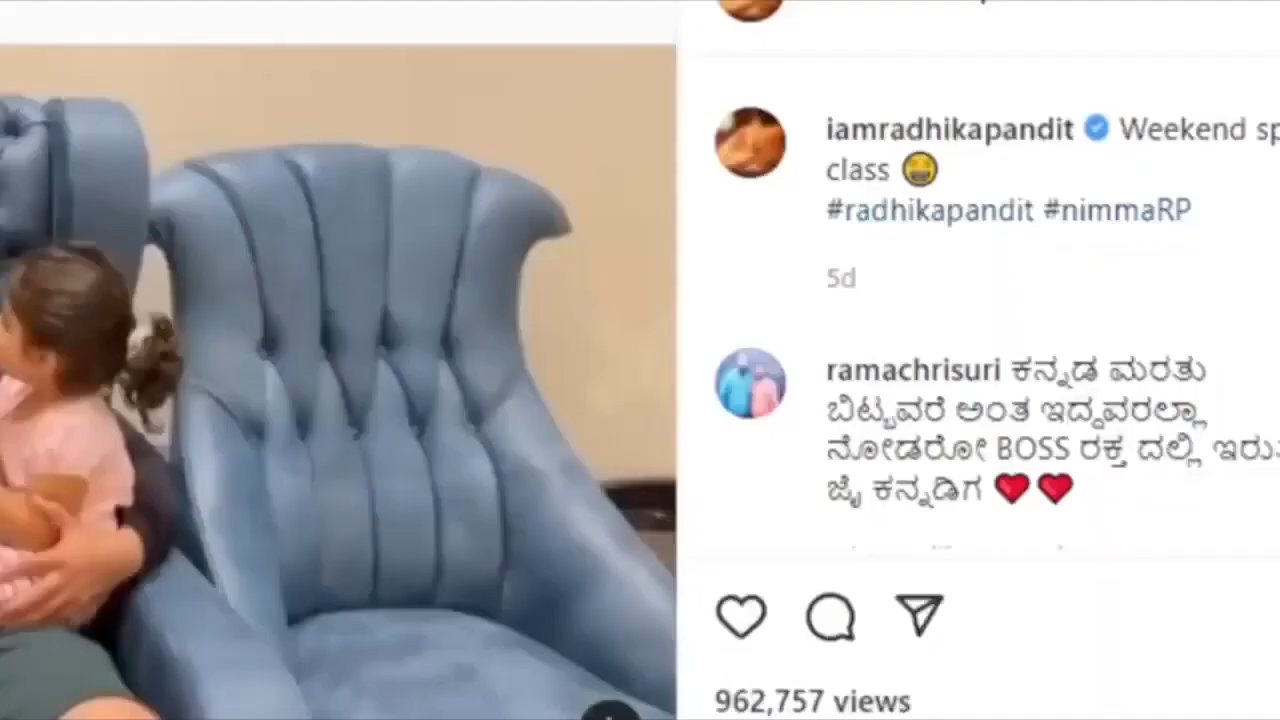 iamradhikapandit Weekend sp
class 😆
#radhikapandit #nimmaRP
5d
ramachrisuri ಕನ್ನಡ ಮರತು
ಬಿಟ್ಟವರೆ ಅಂತ ಇದ್ದವರಲ್ಲಾ
ನೋಡರೋ BOSS ರಕ್ತ ದಲ್ಲಿ ಇರು
ಜೈ ಕನ್ನಡಿಗ ❤️❤️
962,757 views